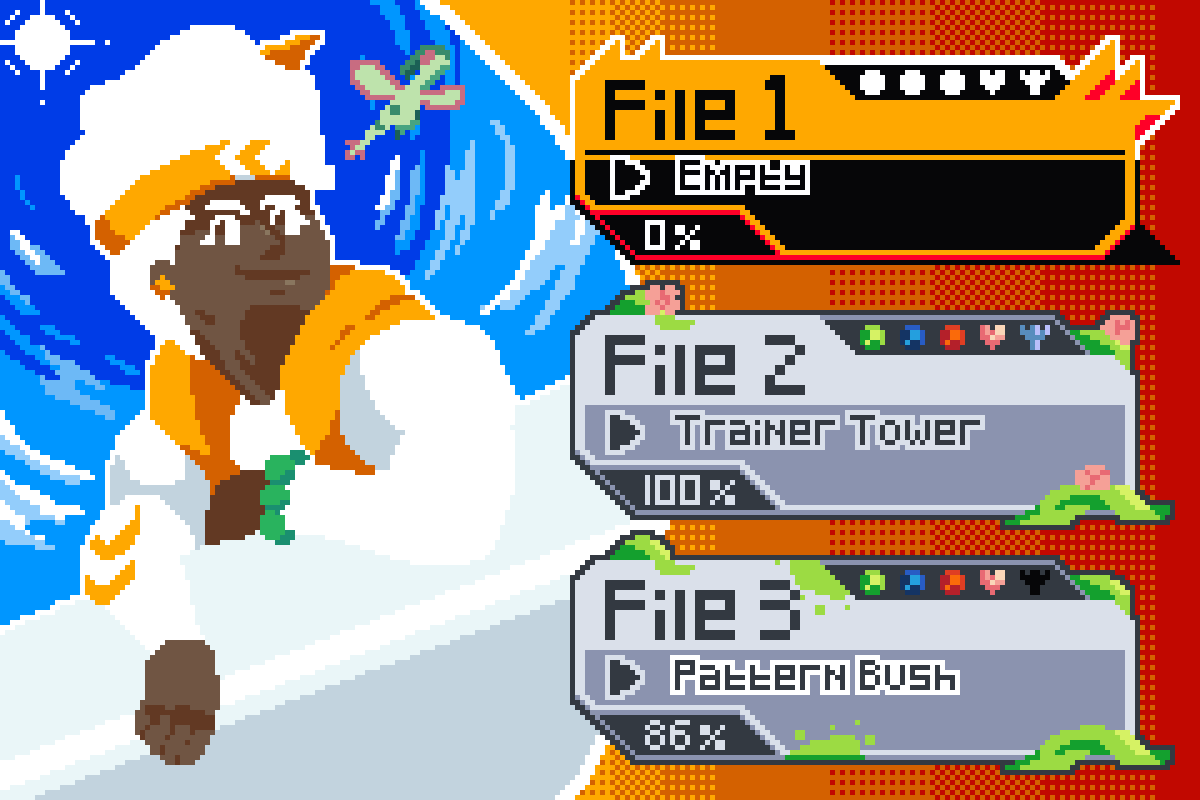 File 1
Empty
0%
File 2
Trainer Tower
100%
File 3
Pattern Bush
86%